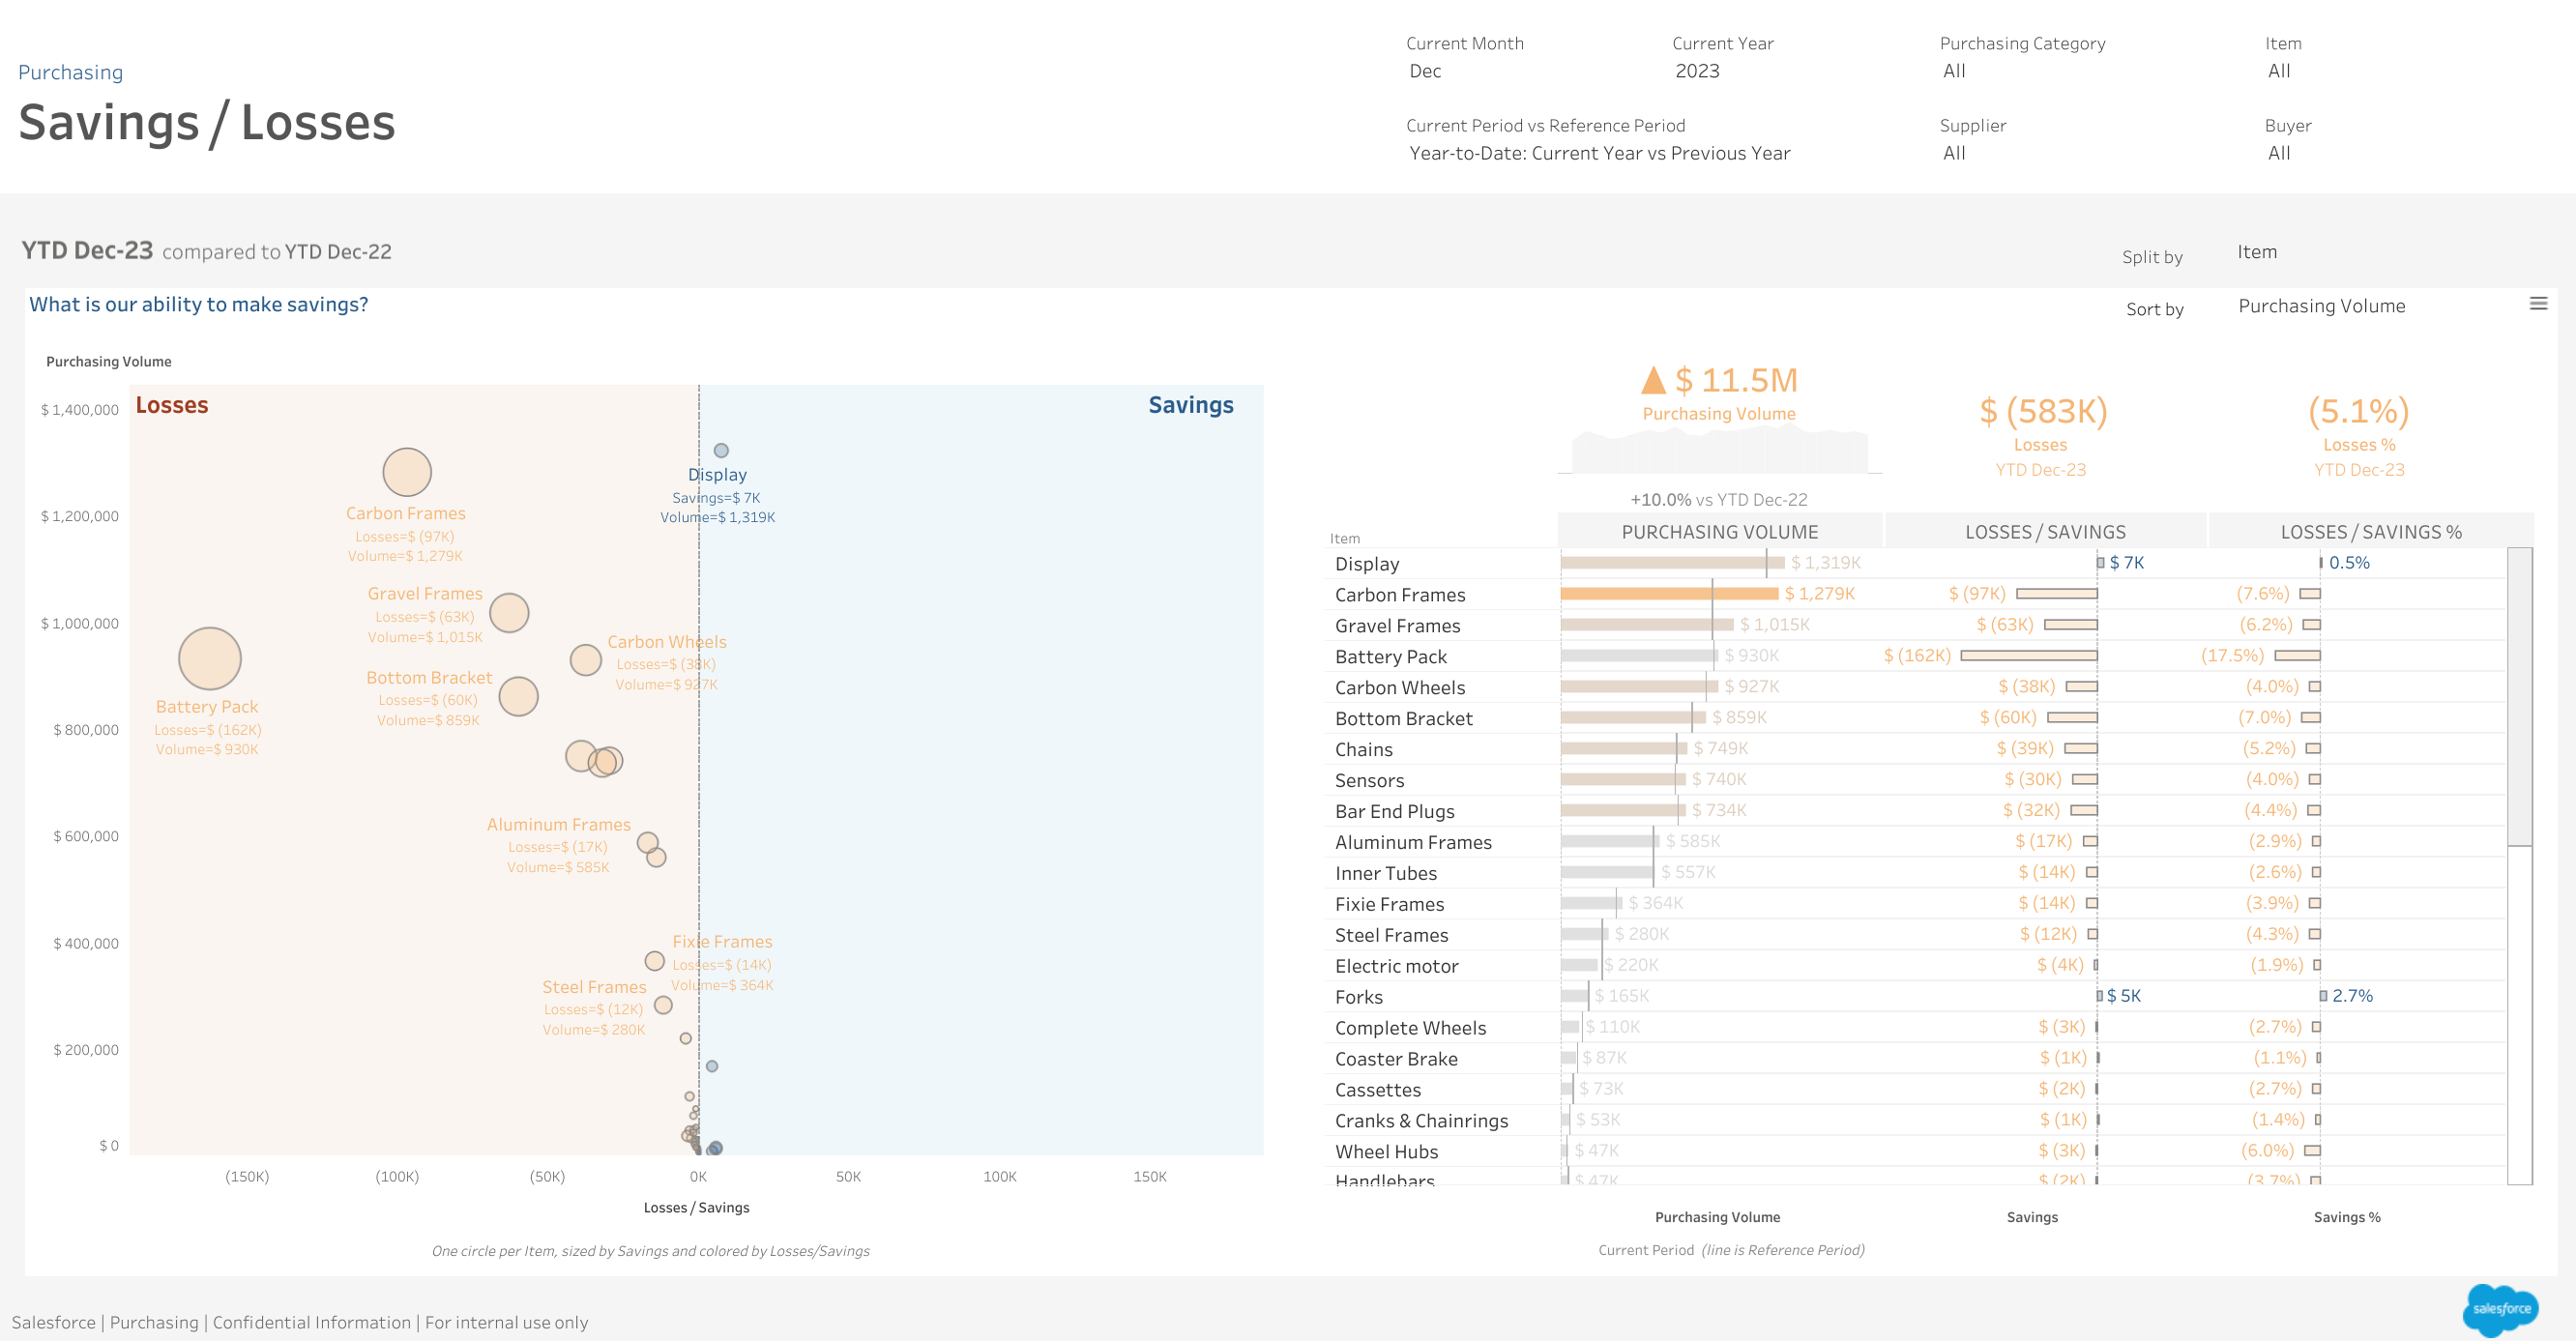 Purchasing
Savings / Losses
Current Month
Dec
Current Year
2023
Purchasing Category
All
Item
All
Current Period vs Reference Period
Year-to-Date: Current Year vs Previous Year
Supplier
All
Buyer
All
YTD Dec-23 compared to YTD Dec-22
Split by Item
What is our ability to make savings?
Sort by Purchasing Volume
Purchasing Volume
$ 1,400,000
$ 1,200,000
$ 1,000,000
$ 800,000
$ 600,000
$ 400,000
$ 200,000
$ 0
Losses
Savings
Display
Savings=$ 7K
Volume=$ 1,319K
Carbon Frames
Losses=$ (97K)
Volume=$ 1,279K
Gravel Frames
Losses=$ (63K)
Volume=$ 1,015K
Carbon Wheels
Losses=$ (38K)
Volume=$ 927K
Bottom Bracket
Losses=$ (60K)
Volume=$ 859K
Battery Pack
Losses=$ (162K)
Volume=$ 930K
Aluminum Frames
Losses=$ (17K)
Volume=$ 585K
Fixie Frames
Losses=$ (14K)
Volume=$ 364K
Steel Frames
Losses=$ (12K)
Volume=$ 280K
(150K) (100K) (50K) 0K 50K 100K 150K
Losses / Savings
One circle per Item, sized by Savings and colored by Losses/Savings
▲ $ 11.5M
Purchasing Volume
+10.0% vs YTD Dec-22
$ (583K)
Losses
YTD Dec-23
(5.1%)
Losses %
YTD Dec-23
Item PURCHASING VOLUME LOSSES / SAVINGS LOSSES / SAVINGS %
Display $ 1,319K $ 7K 0.5%
Carbon Frames $ 1,279K $ (97K) (7.6%)
Gravel Frames $ 1,015K $ (63K) (6.2%)
Battery Pack $ 930K $ (162K) (17.5%)
Carbon Wheels $ 927K $ (38K) (4.0%)
Bottom Bracket $ 859K $ (60K) (7.0%)
Chains $ 749K $ (39K) (5.2%)
Sensors $ 740K $ (30K) (4.0%)
Bar End Plugs $ 734K $ (32K) (4.4%)
Aluminum Frames $ 585K $ (17K) (2.9%)
Inner Tubes $ 557K $ (14K) (2.6%)
Fixie Frames $ 364K $ (14K) (3.9%)
Steel Frames $ 280K $ (12K) (4.3%)
Electric motor $ 220K $ (4K) (1.9%)
Forks $ 165K $ 5K 2.7%
Complete Wheels $ 110K $ (3K) (2.7%)
Coaster Brake $ 87K $ (1K) (1.1%)
Cassettes $ 73K $ (2K) (2.7%)
Cranks & Chainrings $ 53K $ (1K) (1.4%)
Wheel Hubs $ 47K $ (3K) (6.0%)
Handlebars $ 47K $ (2K) (3.7%)
Purchasing Volume Savings Savings %
Current Period (line is Reference Period)
Salesforce | Purchasing | Confidential Information | For internal use only
salesforce